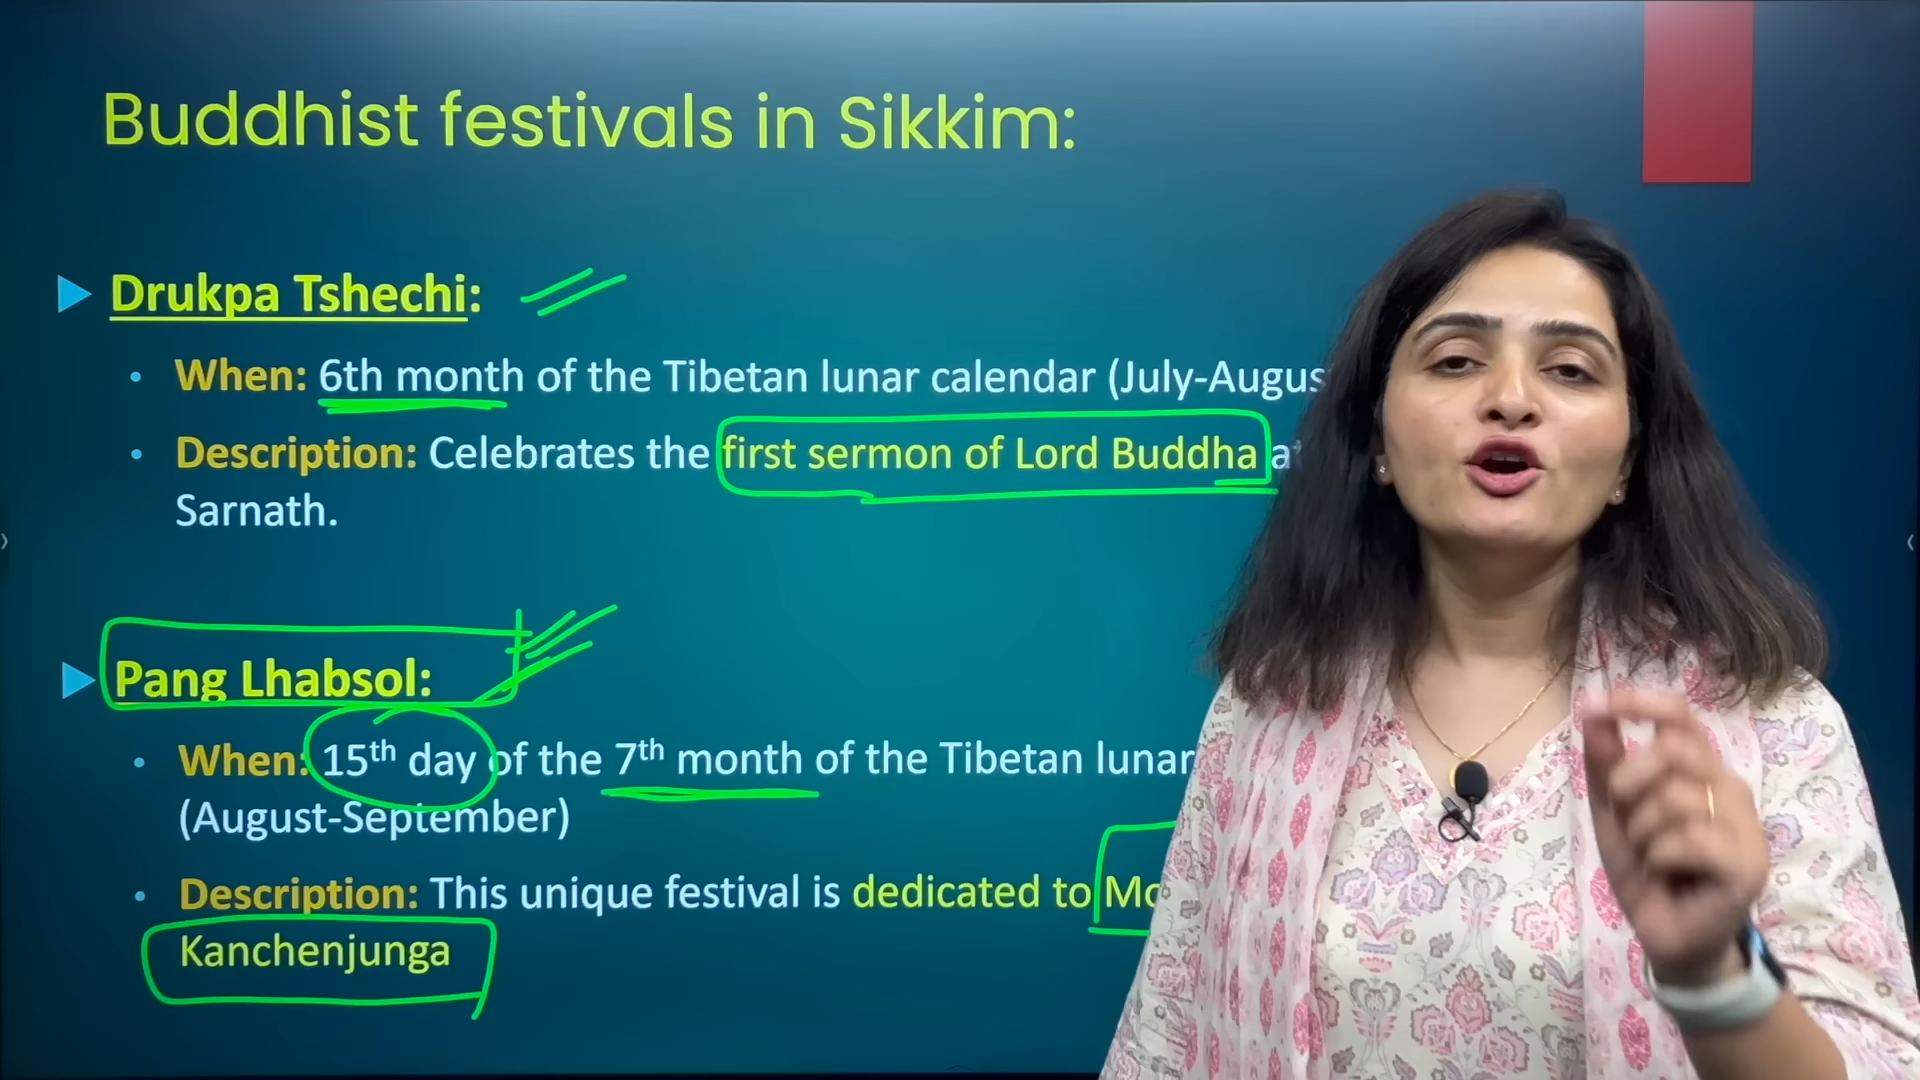 Buddhist festivals in Sikkim:
Drukpa Tshechi:
When: 6th month of the Tibetan lunar calendar (July-Augus
Description: Celebrates the first sermon of Lord Buddha at
Sarnath.
Pang Lhabsol:
When: 15th day of the 7th month of the Tibetan lunar
(August-September)
Description: This unique festival is dedicated to
Kanchenjunga